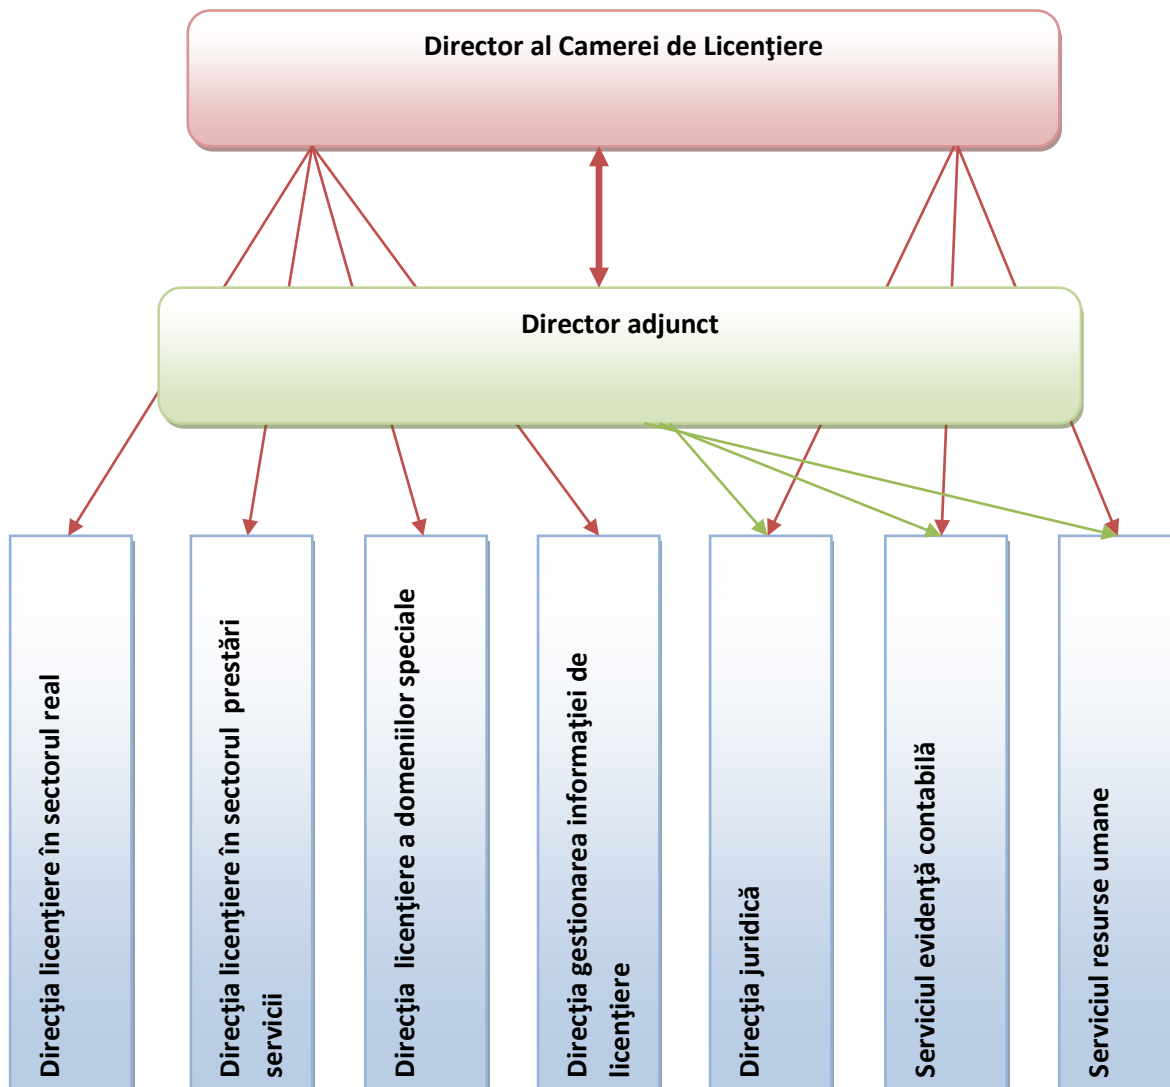 Director al Camerei de Licenţiere
Director adjunct
Direcţia licenţiere în sectorul real
Direcţia licenţiere în sectorul  prestări
servicii
Direcţia  licenţiere a domeniilor speciale
Direcţia gestionarea informaţiei de
licenţiere
Direcţia juridică
Serviciul evidenţă contabilă
Serviciul resurse umane